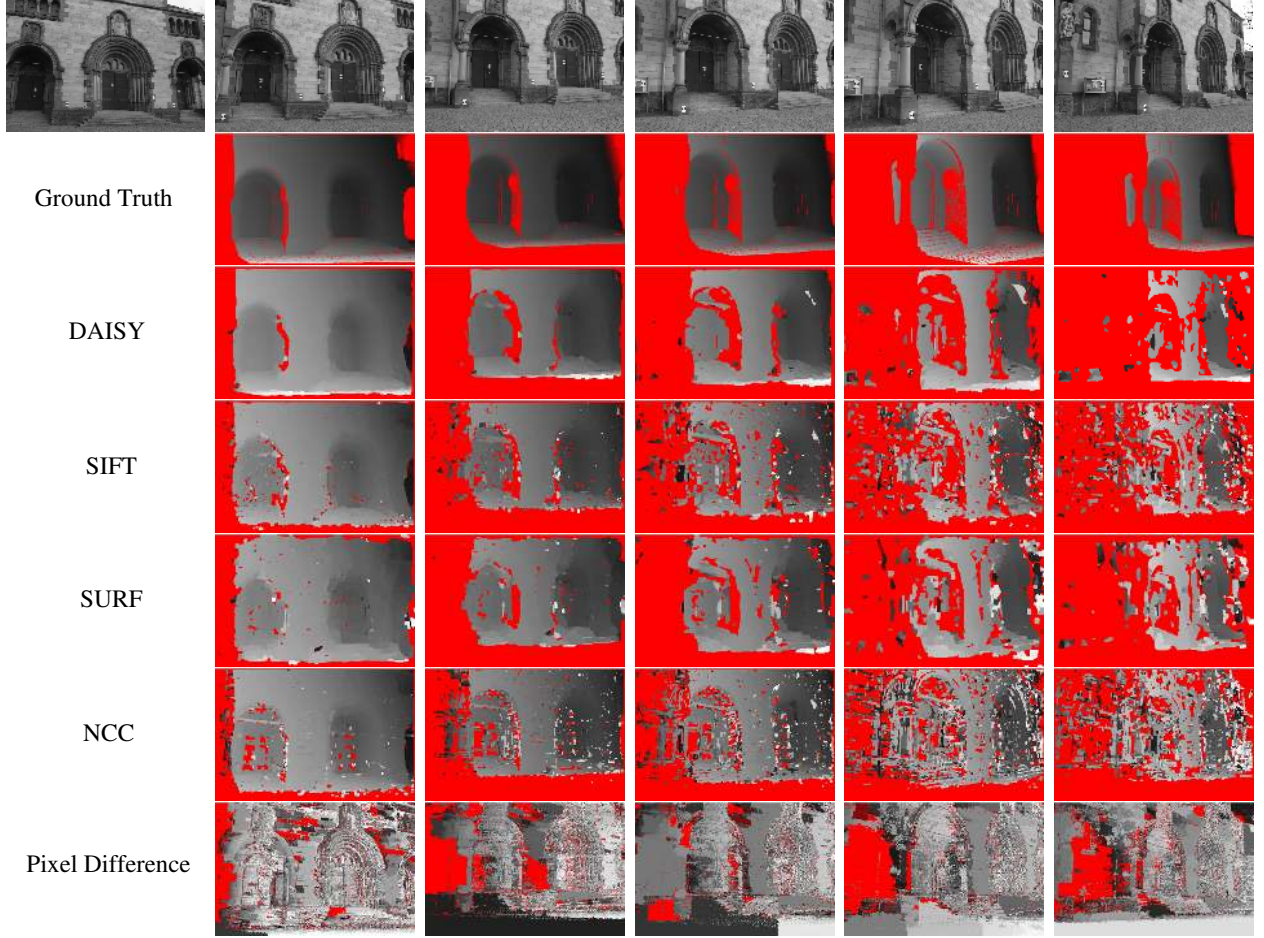 Ground Truth
DAISY
SIFT
SURF
NCC
Pixel Difference